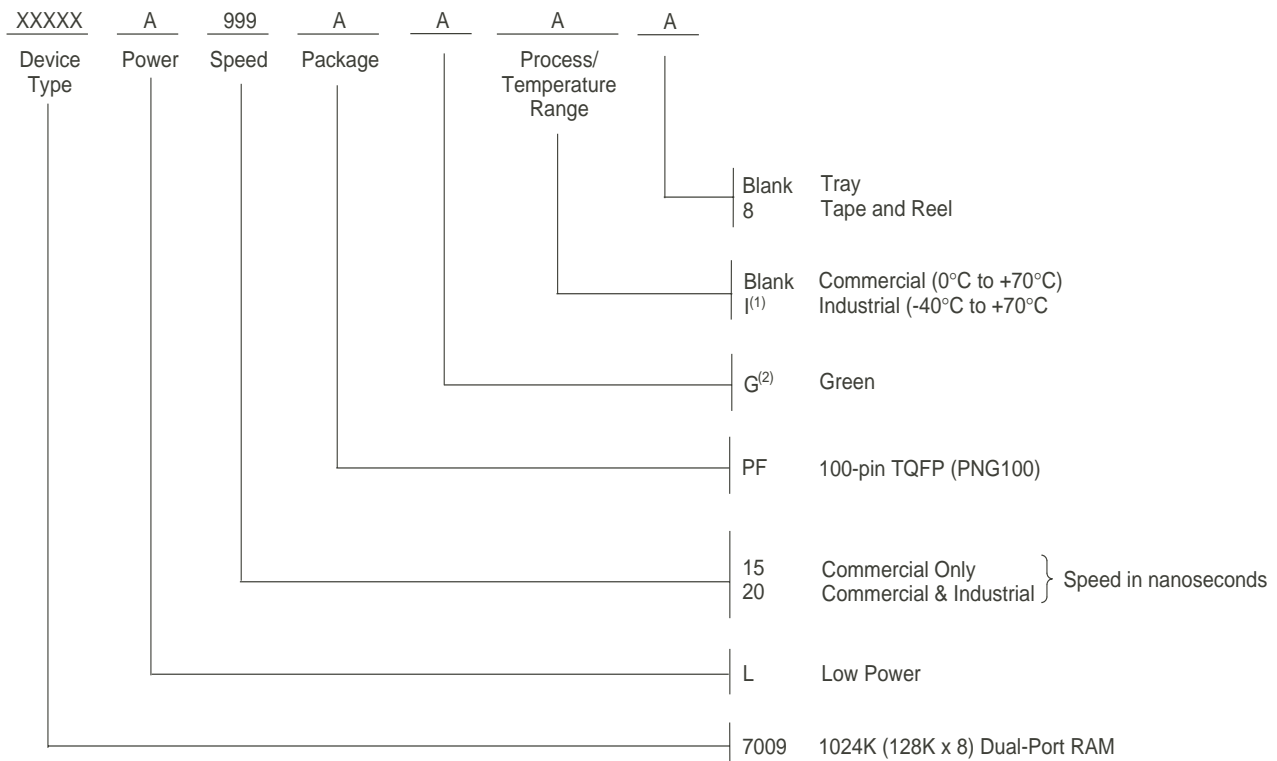 XXXXX A 999 A A A A
Device Type Power Speed Package Process/ Temperature Range
Blank Tray
8 Tape and Reel
Blank Commercial (0°C to +70°C)
I(1) Industrial (-40°C to +70°C
G(2) Green
PF 100-pin TQFP (PNG100)
15 Commercial Only
20 Commercial & Industrial
Speed in nanoseconds
L Low Power
7009 1024K (128K x 8) Dual-Port RAM